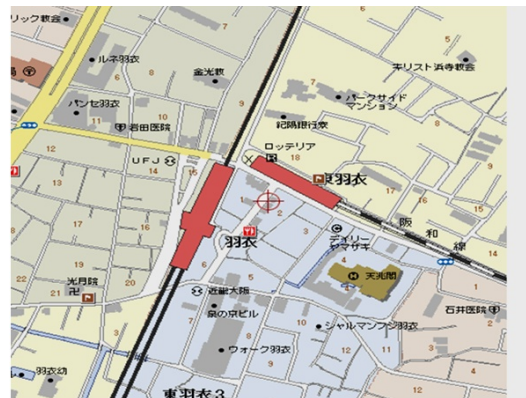 リック教会
ルネ羽衣
金光教
キリスト浜寺教会
パンセ羽衣
岩田医院
パークサイド
マンション
紀陽銀行寮
ロッテリア
UFJ
東羽衣
阪和線
羽衣
デイリー
ヤマザキ
天兆閣
光月院
近畿大阪
泉の京ビル
石井医院
シャルマンフジ羽衣
ウォーク羽衣
羽衣幼
東羽衣3